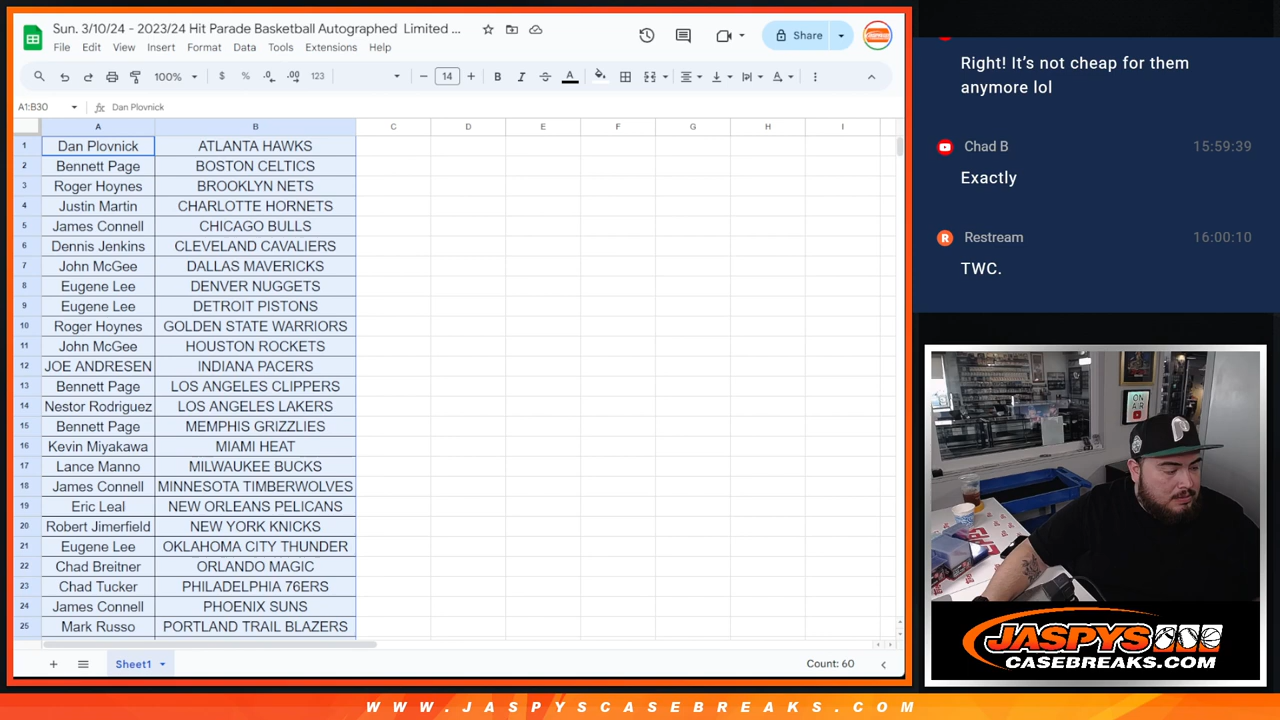 Sun. 3/10/24 - 2023/24 Hit Parade Basketball Autographed Limited ...
File Edit View Insert Format Data Tools Extensions Help
Share
100% $ % .0 .00 123 14 B I A
A1:B30 fx Dan Plovnick
A B C D E F G H I
1 Dan Plovnick ATLANTA HAWKS
2 Bennett Page BOSTON CELTICS
3 Roger Hoynes BROOKLYN NETS
4 Justin Martin CHARLOTTE HORNETS
5 James Connell CHICAGO BULLS
6 Dennis Jenkins CLEVELAND CAVALIERS
7 John McGee DALLAS MAVERICKS
8 Eugene Lee DENVER NUGGETS
9 Eugene Lee DETROIT PISTONS
10 Roger Hoynes GOLDEN STATE WARRIORS
11 John McGee HOUSTON ROCKETS
12 JOE ANDRESEN INDIANA PACERS
13 Bennett Page LOS ANGELES CLIPPERS
14 Nestor Rodriguez LOS ANGELES LAKERS
15 Bennett Page MEMPHIS GRIZZLIES
16 Kevin Miyakawa MIAMI HEAT
17 Lance Manno MILWAUKEE BUCKS
18 James Connell MINNESOTA TIMBERWOLVES
19 Eric Leal NEW ORLEANS PELICANS
20 Robert Jimerfield NEW YORK KNICKS
21 Eugene Lee OKLAHOMA CITY THUNDER
22 Chad Breitner ORLANDO MAGIC
23 Chad Tucker PHILADELPHIA 76ERS
24 James Connell PHOENIX SUNS
25 Mark Russo PORTLAND TRAIL BLAZERS
Sheet1
Count: 60
Right! It's not cheap for them
anymore lol
Chad B 15:59:39
Exactly
Restream 16:00:10
TWC.
ON
AIR
JASPYS
CASEBREAKS.COM
WWW.JASPYSCASEBREAKS.COM